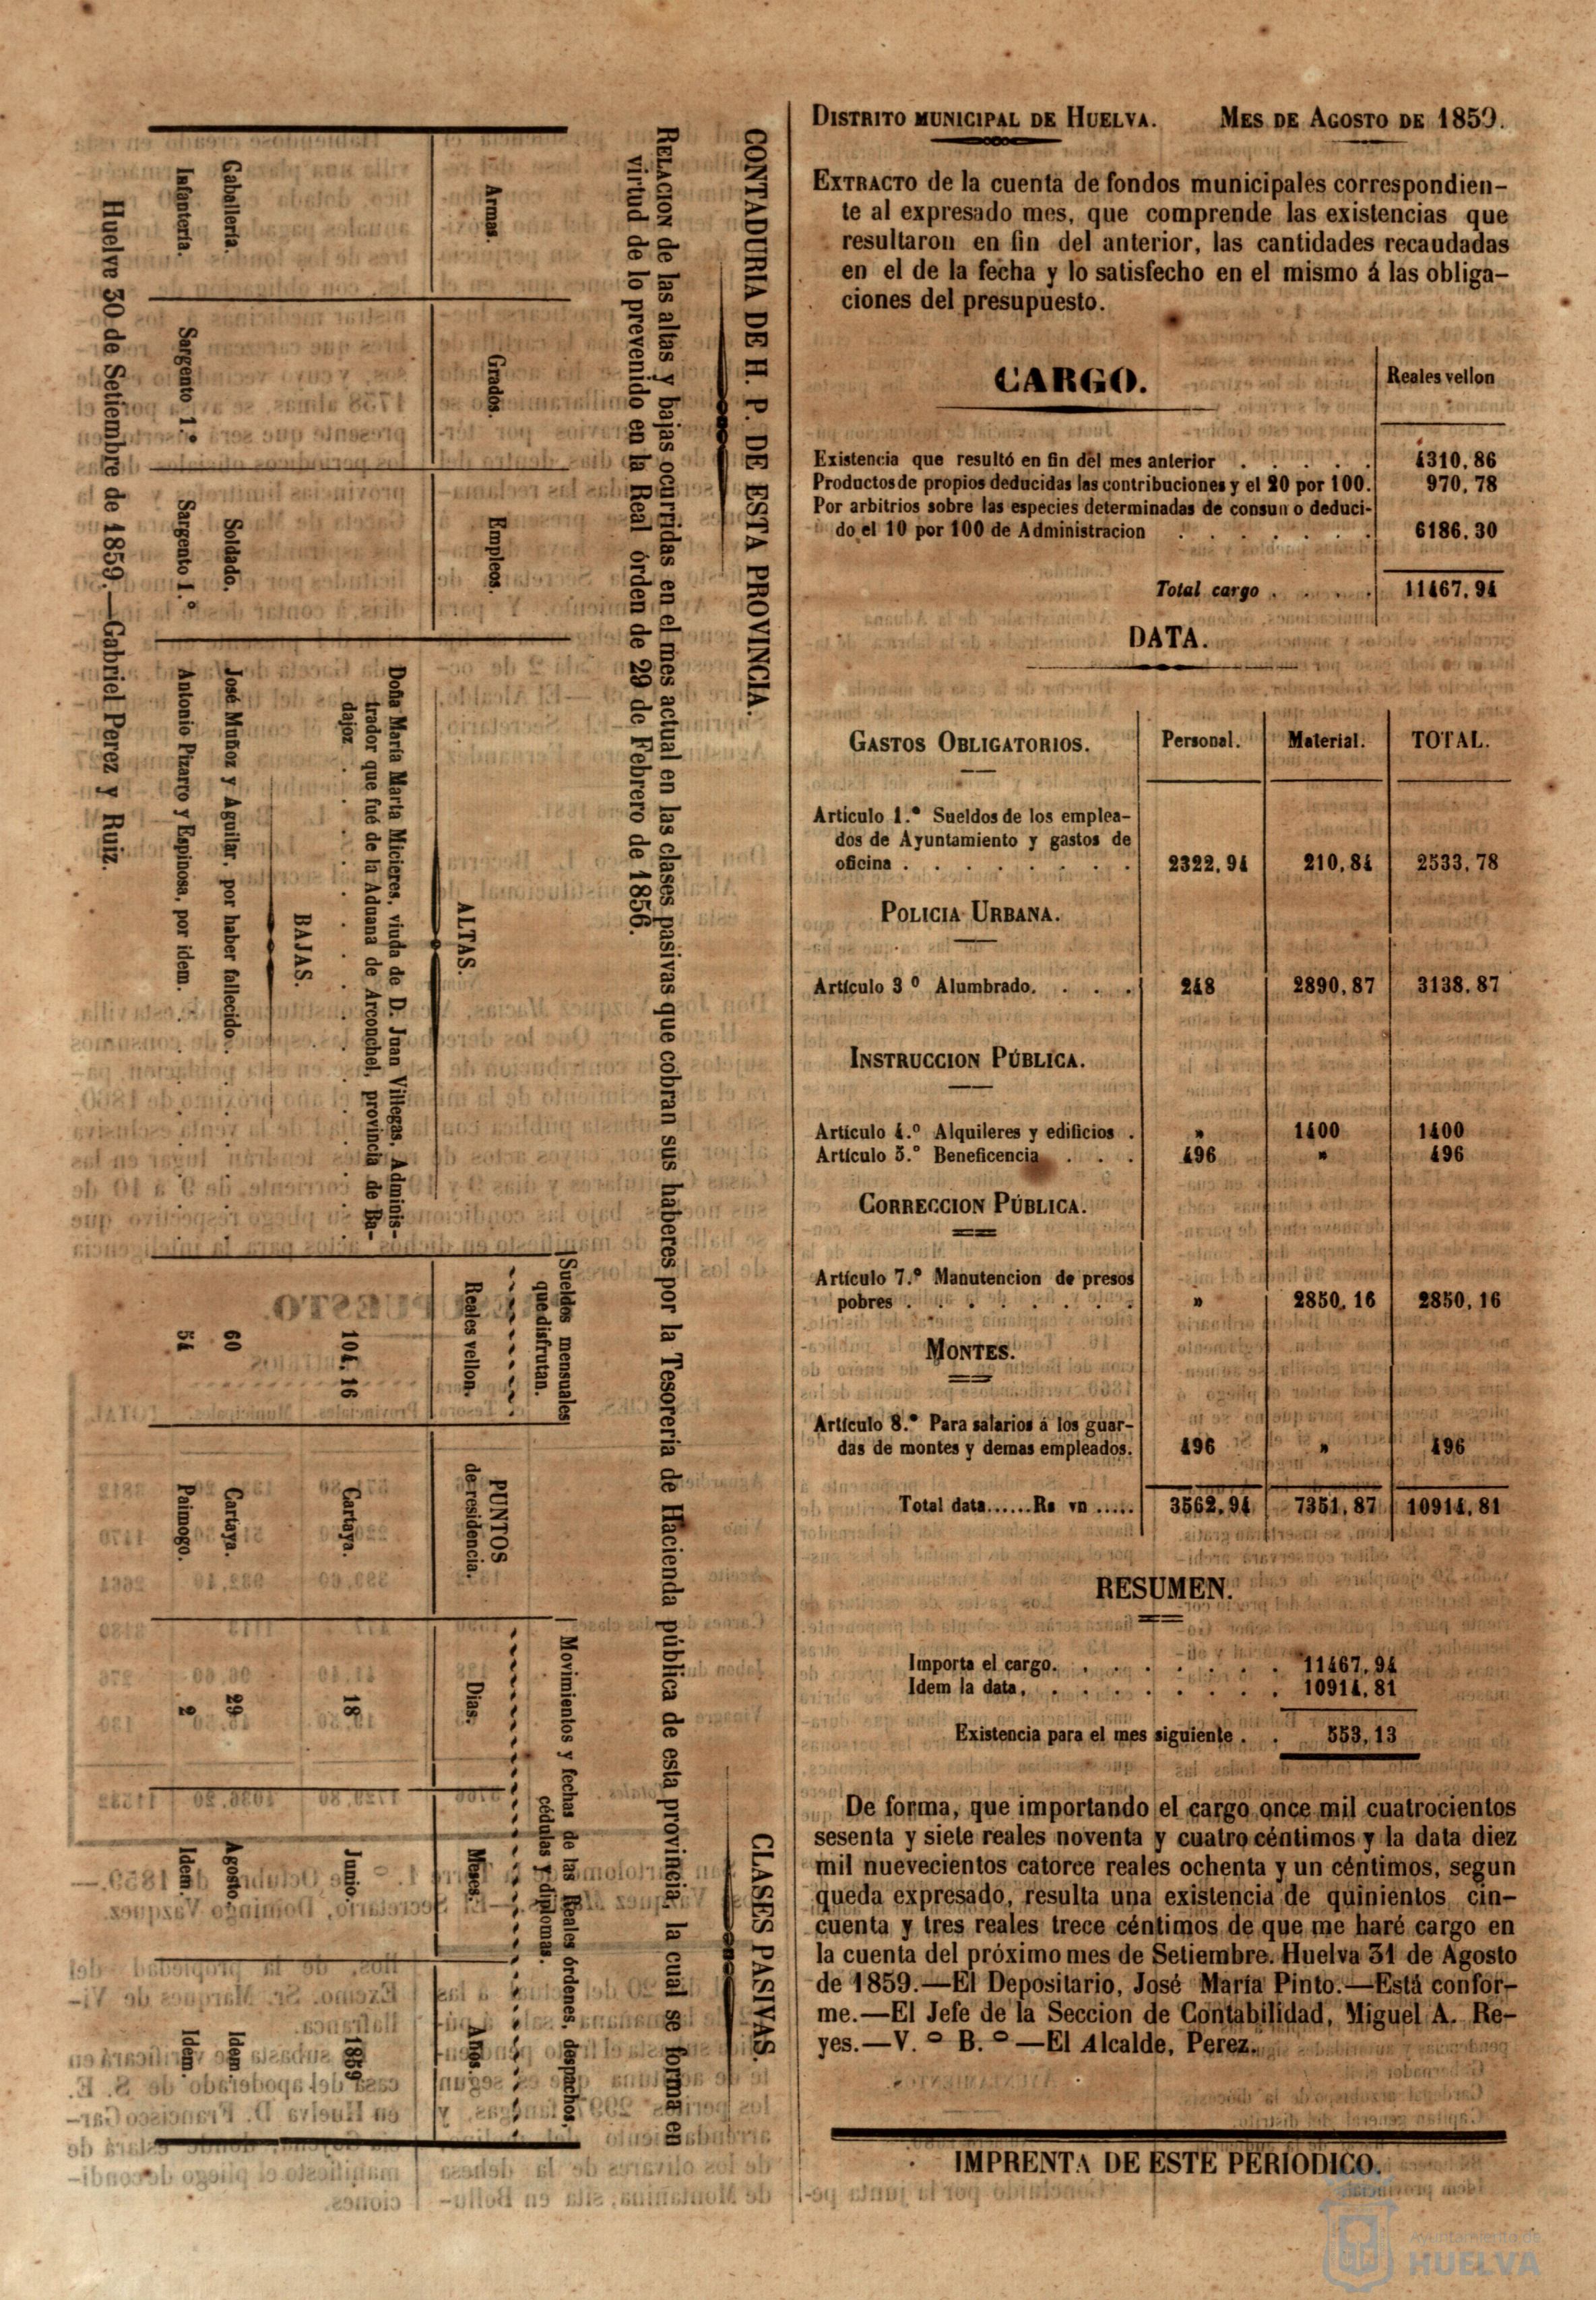 CONTADURIA DE H. P. DE ESTA PROVINCIA.
CLASES PASIVAS.
RELACION de las altas y bajas ocurridas en el mes actual en las clases pasivas que cobran sus haberes por la Tesorería de Hacienda pública de esta provincia, la cual se forma en
virtud de lo prevenido en la Real órden de 29 de Febrero de 1856.
Armas.
Grados.
Empleos.
ALTAS.
Sueldos mensuales
que disfrutan.
Reales vellon.
PUNTOS
de residencia.
Movimientos y fechas de las Reales órdenes, despachos,
cédulas y diplomas.
Dias.
Meses.
Años.
Doña María Marta Micieres, viuda de D. Juan Villegas, Adminis-
trador que fué de la Aduana de Arconchel, provincia de Ba-
dajoz . . . . . . . . 104,16 Cartaya. 18 Junio. 1859
BAJAS.
Caballería. Soldado. José Muñoz y Aguilar, por haber fallecido . . . . 60 Cartaya. 29 Agosto. Idem.
Infantería. Sargento 1.º Sargento 1.º Antonio Pizarro y Espinosa, por idem. . . . . 54 Paimogo. 2 Idem. Idem.
Huelve 30 de Setiembre de 1859.—Gabriel Perez y Ruiz.
DISTRITO MUNICIPAL DE HUELVA. MES DE AGOSTO DE 1859.
EXTRACTO de la cuenta de fondos municipales correspondien-
te al expresado mes, que comprende las existencias que
resultaron en fin del anterior, las cantidades recaudadas
en el de la fecha y lo satisfecho en el mismo á las obliga-
ciones del presupuesto.
CARGO.
Reales vellon
Existencia que resultó en fin del mes anterior . . . . . . 4310,86
Productos de propios deducidas las contribuciones y el 20 por 100. 970,78
Por arbitrios sobre las especies determinadas de consumo deduci-
do el 10 por 100 de Administracion . . . . . . . 6186,30
Total cargo . . . . . 11467,94
DATA.
GASTOS OBLIGATORIOS. Personal. Material. TOTAL.
Artículo 1.º Sueldos de los emplea-
dos de Ayuntamiento y gastos de
oficina . . . . . . . . 2322,94 210,84 2533,78
POLICIA URBANA.
Artículo 3º Alumbrado. . . . . 248 2890,87 3138,87
INSTRUCCION PÚBLICA.
Artículo 4.º Alquileres y edificios . » 1400 1400
Artículo 5.º Beneficencia . . . 496 » 496
CORRECCION PÚBLICA.
Artículo 7.º Manutencion de presos
pobres . . . . . . . . » 2850,16 2850,16
MONTES.
Artículo 8.º Para salarios á los guar-
das de montes y demas empleados. 496 » 496
Total data......Rs vn ..... 3562,94 7351,87 10914,81
RESUMEN.
Importa el cargo. . . . . . . . . 11467,94
Idem la data. . . . . . . . . . 10914,81
Existencia para el mes siguiente . . 553,13
De forma, que importando el cargo once mil cuatrocientos
sesenta y siete reales noventa y cuatro céntimos y la data diez
mil nuevecientos catorce reales ochenta y un céntimos, segun
queda expresado, resulta una existencia de quinientos cin-
cuenta y tres reales trece céntimos de que me haré cargo en
la cuenta del próximo mes de Setiembre. Huelva 31 de Agosto
de 1859.—El Depositario, José María Pinto.—Está confor-
me.—El Jefe de la Seccion de Contabilidad, Miguel A. Re-
yes.—V.º B.º—El Alcalde, Perez.
IMPRENTA DE ESTE PERIODICO.
Ayuntamiento de
HUELVA